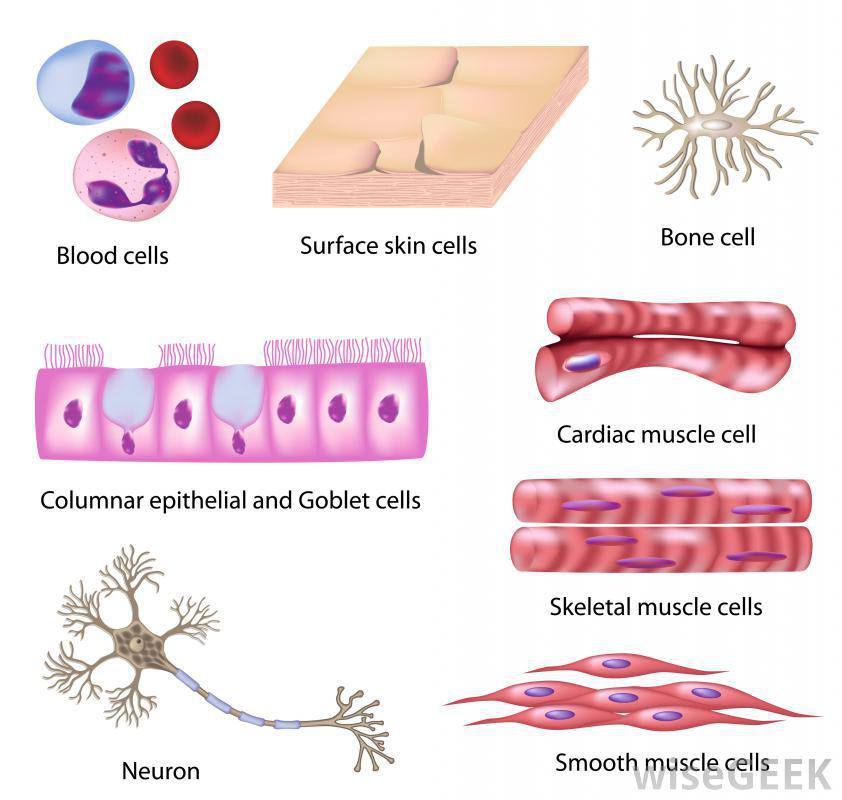 Blood cells
Surface skin cells
Bone cell
Columnar epithelial and Goblet cells
Cardiac muscle cell
Skeletal muscle cells
Neuron
Smooth muscle cells
wiseGEEK